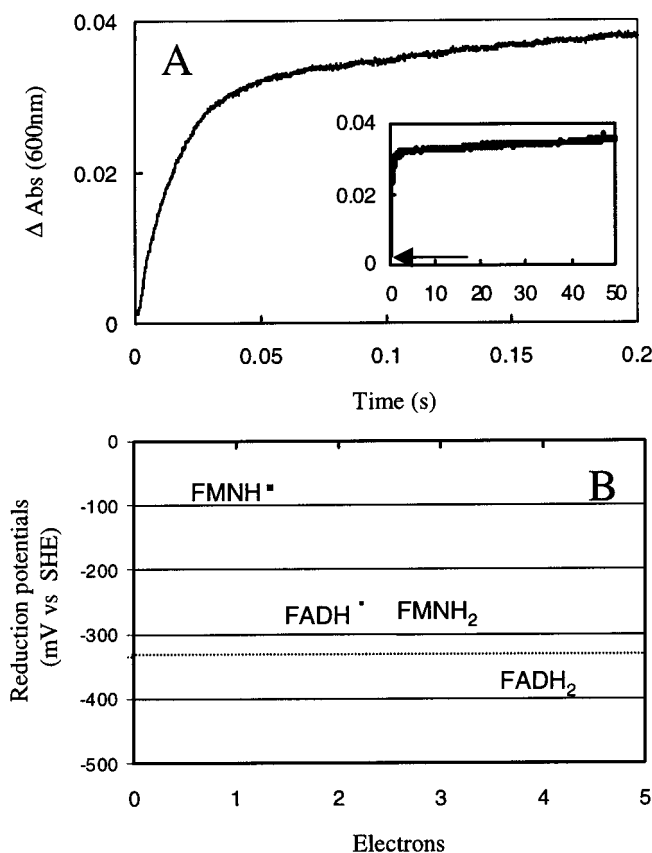 A
Δ Abs (600nm)
0.04
0.02
0
0.04
0.02
0
0 10 20 30 40 50
0 0.05 0.1 0.15 0.2
Time (s)
B
Reduction potentials
(mV vs SHE)
0
-100
-200
-300
-400
-500
FMNH▪
FADH▪ FMNH₂
FADH₂
0 1 2 3 4 5
Electrons